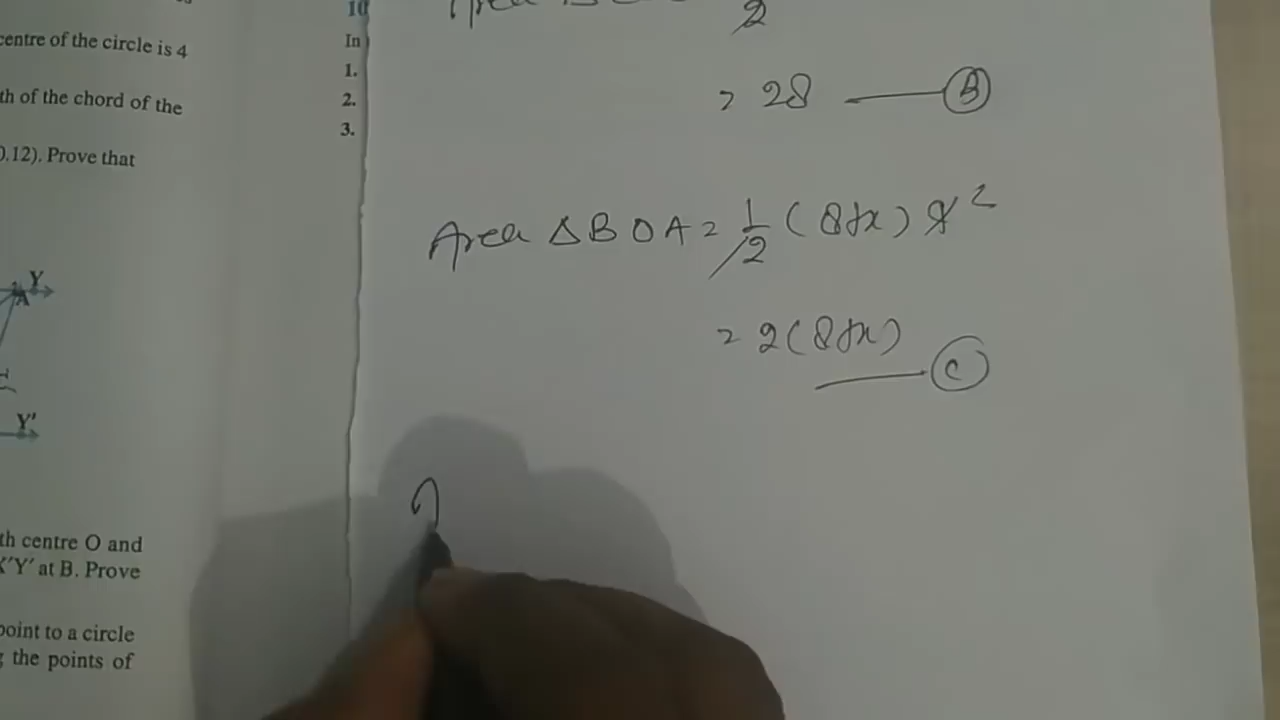 centre of the circle is 4
th of the chord of the
0.12). Prove that
Y
A
Y'
th centre O and
X'Y' at B. Prove
point to a circle
the points of
10
In
1.
2.
3.
Area
2
= 28 — B
Area Δ B O A = 1/2 (8+x) 4 2
= 2(8+x) — C